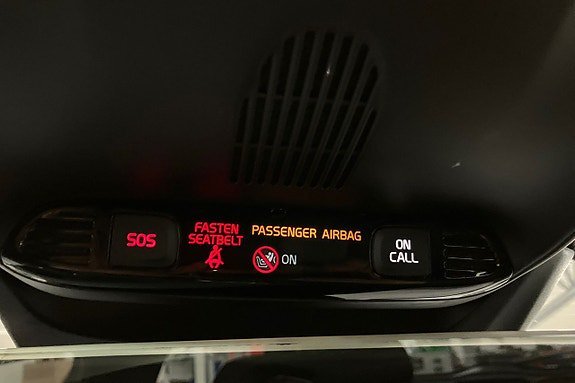 SOS
FASTEN
SEATBELT
PASSENGER AIRBAG
ON
ON
CALL